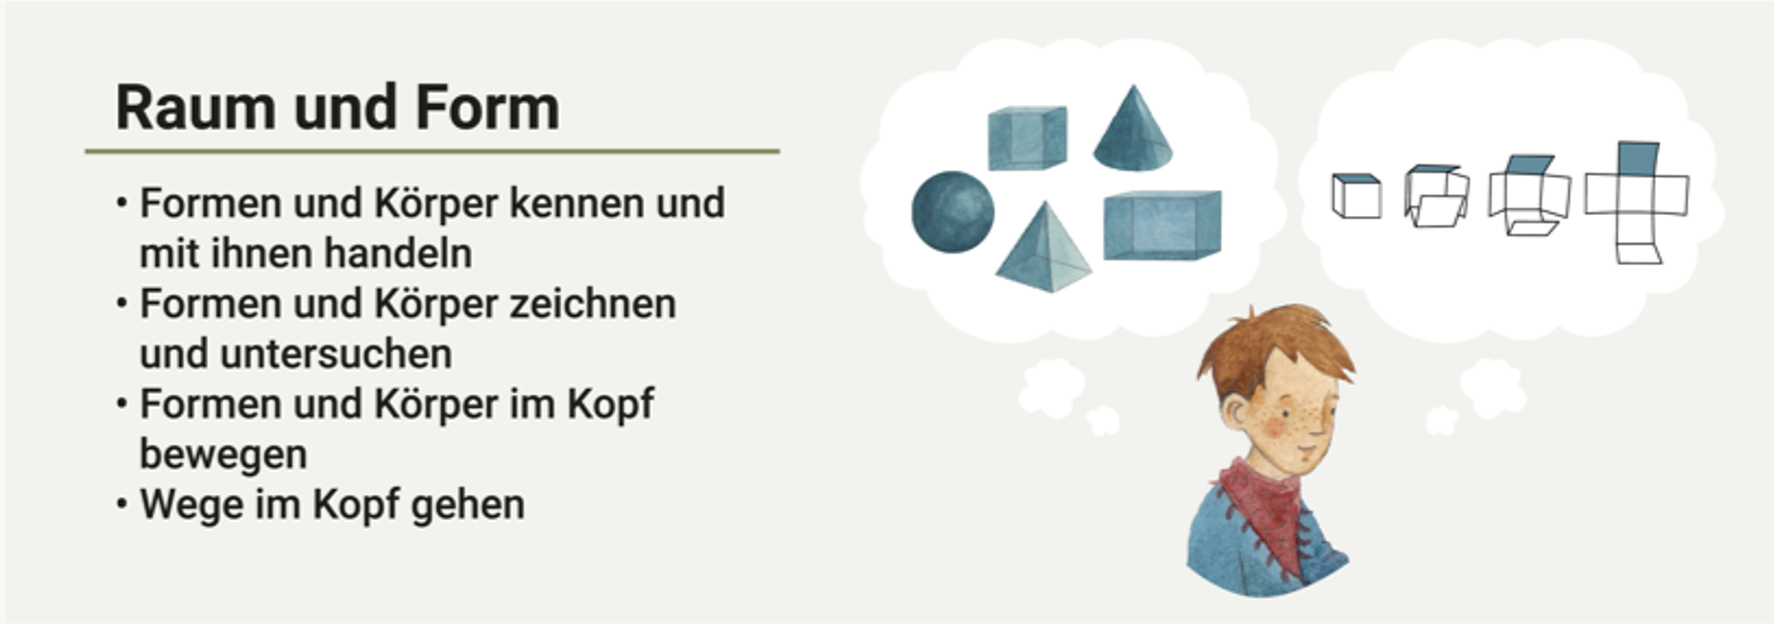 Raum und Form
• Formen und Körper kennen und
mit ihnen handeln
• Formen und Körper zeichnen
und untersuchen
• Formen und Körper im Kopf
bewegen
• Wege im Kopf gehen